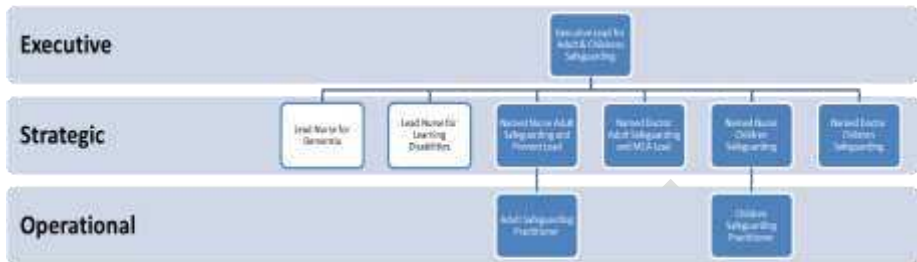 Executive
Executive Lead for
Adult & Childrens
Safeguarding
Strategic
Lead Nurse for
Dementia
Lead Nurse for
Learning
Disabilities
Named Nurse Adult
Safeguarding and
Prevent Lead
Named Doctor
Adult Safeguarding
and MCA Lead
Named Nurse
Children
Safeguarding
Named Doctor
Children
Safeguarding
Operational
Adult Safeguarding
Practitioner
Children
Safeguarding
Practitioner